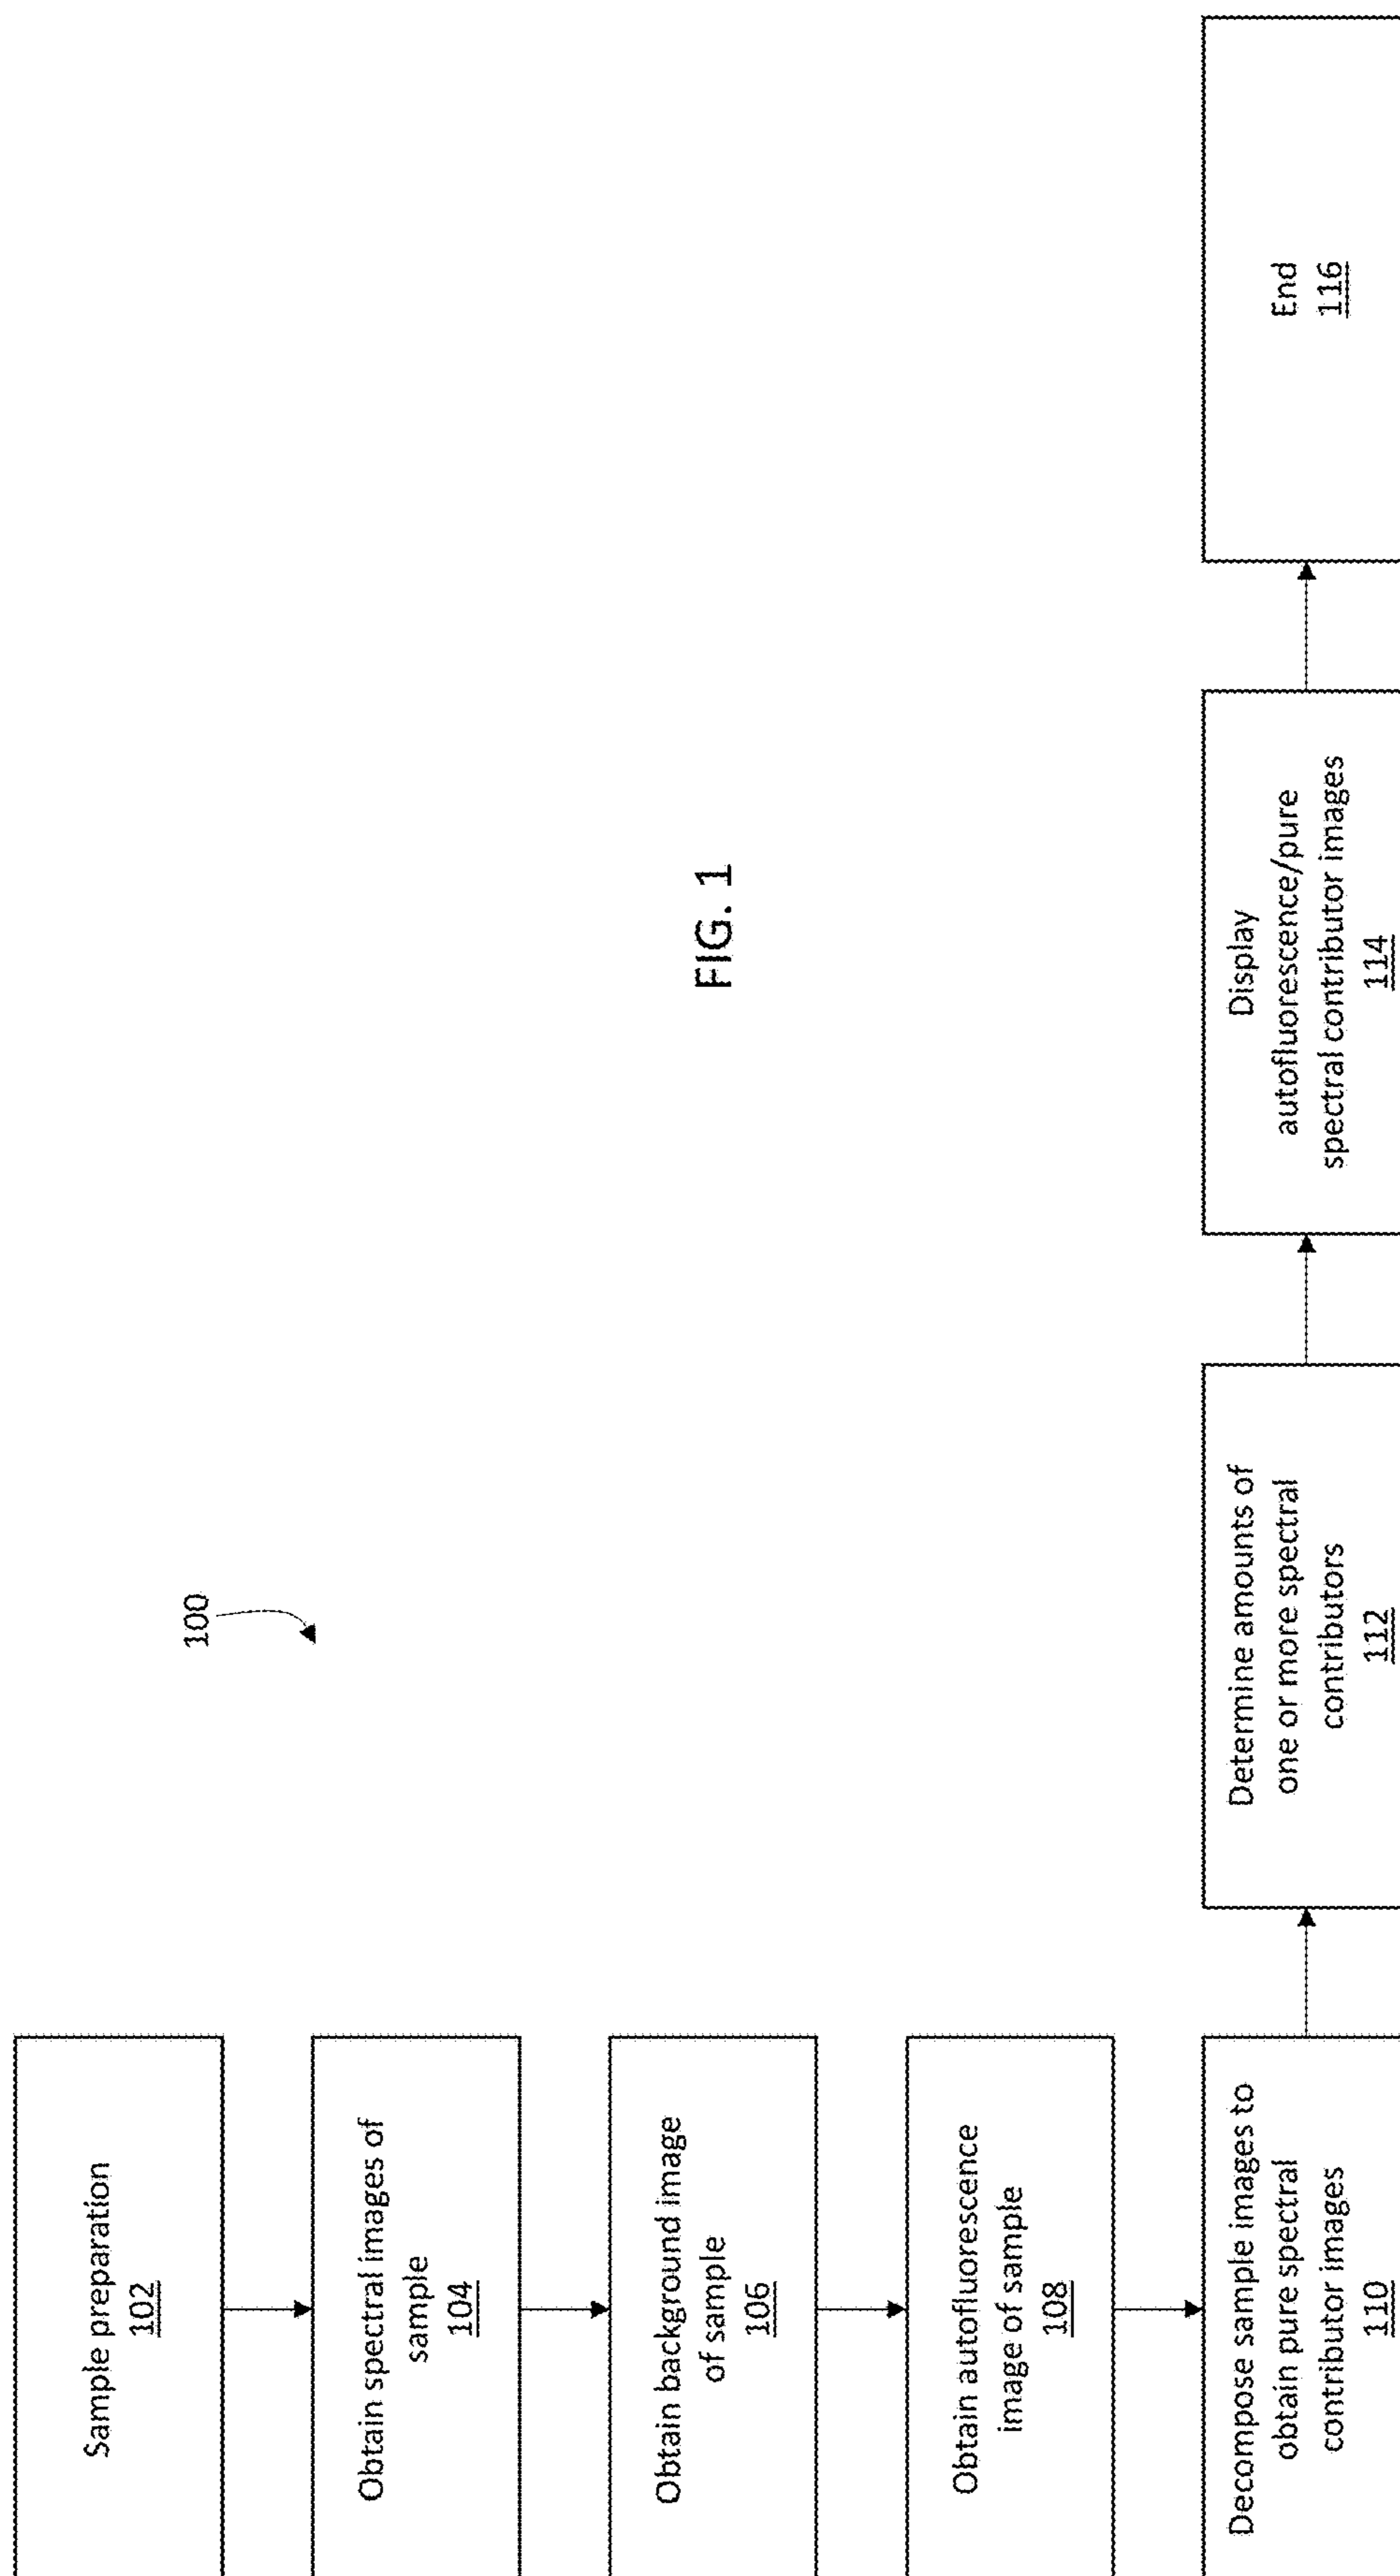 100
Sample preparation
102
Obtain spectral images of
sample
104
Obtain background image
of sample
106
Obtain autofluorescence
image of sample
108
Decompose sample images to
obtain pure spectral
contributor images
110
Determine amounts of
one or more spectral
contributors
112
Display
autofluorescence/pure
spectral contributor images
114
End
116
FIG. 1